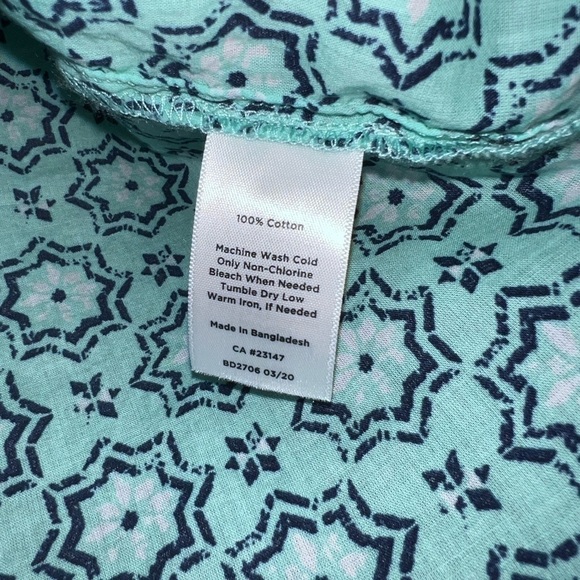 100% Cotton
Machine Wash Cold
Only Non-Chlorine
Bleach When Needed
Tumble Dry Low
Warm Iron, If Needed
Made in Bangladesh
CA #23147
BD2706 03/20